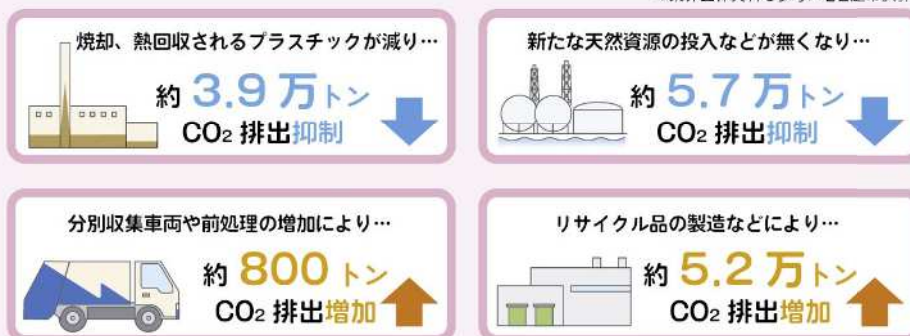 焼却、熱回収されるプラスチックが減り…
約 3.9 万トン
CO₂ 排出抑制
新たな天然資源の投入などが無くなり…
約 5.7 万トン
CO₂ 排出抑制
分別収集車両や前処理の増加により…
約 800 トン
CO₂ 排出増加
リサイクル品の製造などにより…
約 5.2 万トン
CO₂ 排出増加